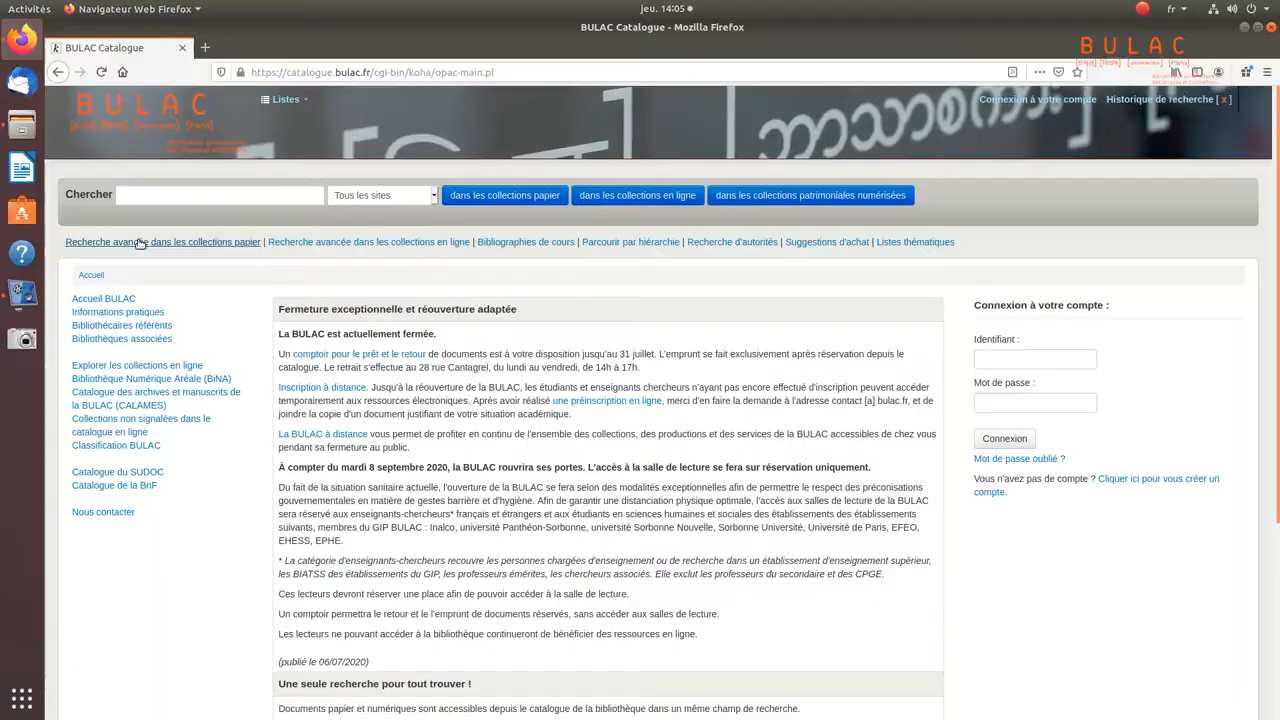 Activités
Navigateur Web Firefox
jeu. 14:05
fr
BULAC Catalogue - Mozilla Firefox
BULAC Catalogue
https://catalogue.bulac.fr/cgi-bin/koha/opac-main.pl
BULAC
BULAC
Listes
Connexion à votre compte
Historique de recherche [ x ]
Chercher
Tous les sites
dans les collections papier
dans les collections en ligne
dans les collections patrimoniales numérisées
Recherche avancée dans les collections papier | Recherche avancée dans les collections en ligne | Bibliographies de cours | Parcourir par hiérarchie | Recherche d'autorités | Suggestions d'achat | Listes thématiques
Accueil
Accueil BULAC
Informations pratiques
Bibliothécaires référents
Bibliothèques associées
Explorer les collections en ligne
Bibliothèque Numérique Aréale (BiNA)
Catalogue des archives et manuscrits de
la BULAC (CALAMES)
Collections non signalées dans le
catalogue en ligne
Classification BULAC
Catalogue du SUDOC
Catalogue de la BnF
Nous contacter
Fermeture exceptionnelle et réouverture adaptée
La BULAC est actuellement fermée.
Un comptoir pour le prêt et le retour de documents est à votre disposition jusqu'au 31 juillet. L'emprunt se fait exclusivement après réservation depuis le
catalogue. Le retrait s'effectue au 28 rue Cantagrel, du lundi au vendredi, de 14h à 17h.
Inscription à distance. Jusqu'à la réouverture de la BULAC, les étudiants et enseignants chercheurs n'ayant pas encore effectué d'inscription peuvent accéder
temporairement aux ressources électroniques. Après avoir réalisé une préinscription en ligne, merci d'en faire la demande à l'adresse contact [a] bulac.fr, et de
joindre la copie d'un document justifiant de votre situation académique.
La BULAC à distance vous permet de profiter en continu de l'ensemble des collections, des productions et des services de la BULAC accessibles de chez vous
pendant sa fermeture au public.
À compter du mardi 8 septembre 2020, la BULAC rouvrira ses portes. L'accès à la salle de lecture se fera sur réservation uniquement.
Du fait de la situation sanitaire actuelle, l'ouverture de la BULAC se fera selon des modalités exceptionnelles afin de permettre le respect des préconisations
gouvernementales en matière de gestes barrière et d'hygiène. Afin de garantir une distanciation physique optimale, l'accès aux salles de lecture de la BULAC
sera réservé aux enseignants-chercheurs* français et étrangers et aux étudiants en sciences humaines et sociales des établissements des établissements
suivants, membres du GIP BULAC : Inalco, université Panthéon-Sorbonne, université Sorbonne Nouvelle, Sorbonne Université, Université de Paris, EFEO,
EHESS, EPHE.
* La catégorie d'enseignants-chercheurs recouvre les personnes chargées d'enseignement ou de recherche dans un établissement d'enseignement supérieur,
les BIATSS des établissements du GIP, les professeurs émérites, les chercheurs associés. Elle exclut les professeurs du secondaire et des CPGE.
Ces lecteurs devront réserver une place afin de pouvoir accéder à la salle de lecture.
Un comptoir permettra le retour et le l'emprunt de documents réservés, sans accéder aux salles de lecture.
Les lecteurs ne pouvant accéder à la bibliothèque continueront de bénéficier des ressources en ligne.
(publié le 06/07/2020)
Une seule recherche pour tout trouver !
Documents papier et numériques sont accessibles depuis le catalogue de la bibliothèque dans un même champ de recherche.
Connexion à votre compte :
Identifiant :
Mot de passe :
Connexion
Mot de passe oublié ?
Vous n'avez pas de compte ? Cliquer ici pour vous créer un
compte.